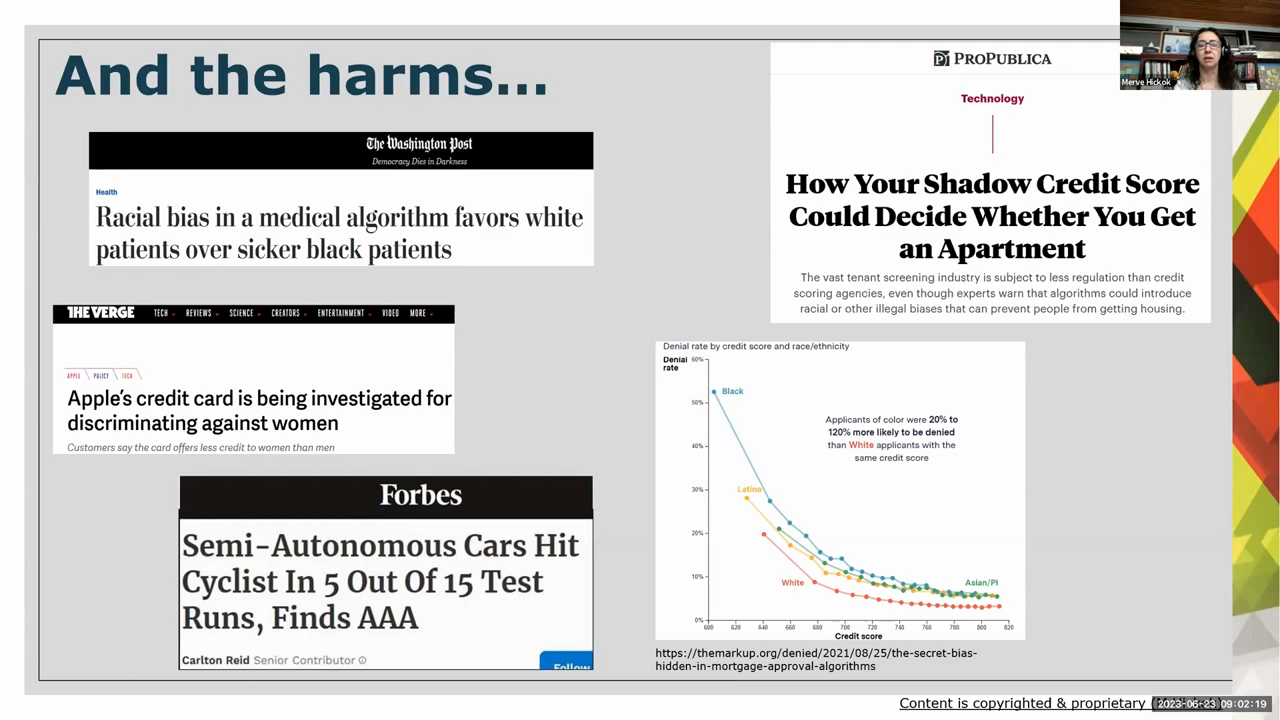 And the harms...
The Washington Post
Democracy Dies in Darkness
Health
Racial bias in a medical algorithm favors white
patients over sicker black patients
THE VERGE TECH REVIEWS SCIENCE CREATORS ENTERTAINMENT VIDEO MORE
APPLE POLICY TECH
Apple's credit card is being investigated for
discriminating against women
Customers say the card offers less credit to women than men
Forbes
Semi-Autonomous Cars Hit
Cyclist In 5 Out Of 15 Test
Runs, Finds AAA
Carlton Reid Senior Contributor
Follow
PROPUBLICA
Technology
How Your Shadow Credit Score
Could Decide Whether You Get
an Apartment
The vast tenant screening industry is subject to less regulation than credit
scoring agencies, even though experts warn that algorithms could introduce
racial or other illegal biases that can prevent people from getting housing.
Merve Hickok
Denial rate by credit score and race/ethnicity
Denial
rate
60%
50%
40%
30%
20%
10%
0%
Black
Latino
White
Asian/PI
Applicants of color were 20% to
120% more likely to be denied
than White applicants with the
same credit score
600 620 640 660 680 700 720 740 760 780 800 820
Credit score
https://themarkup.org/denied/2021/08/25/the-secret-bias-
hidden-in-mortgage-approval-algorithms
Content is copyrighted & proprietary
2023-06-23 09:02:19